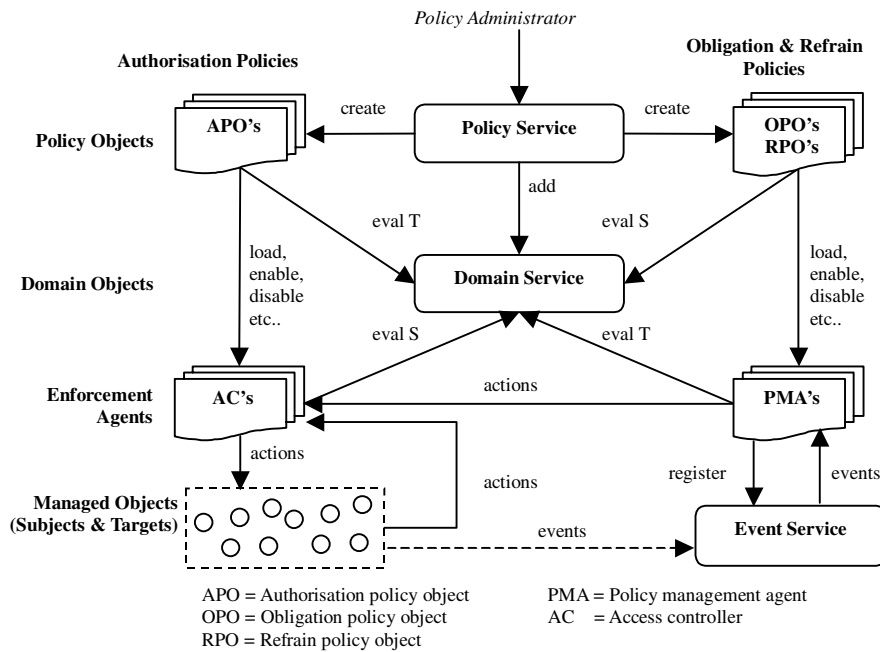 Policy Administrator
Authorisation Policies
Obligation & Refrain
Policies
create
create
Policy Objects
APO's
Policy Service
OPO's
RPO's
add
eval T
eval S
load,
enable,
disable
etc..
load,
enable,
disable
etc..
Domain Objects
Domain Service
eval S
eval T
Enforcement
Agents
AC's
actions
PMA's
actions
register
events
actions
Managed Objects
(Subjects & Targets)
events
Event Service
APO = Authorisation policy object
OPO = Obligation policy object
RPO = Refrain policy object
PMA = Policy management agent
AC = Access controller